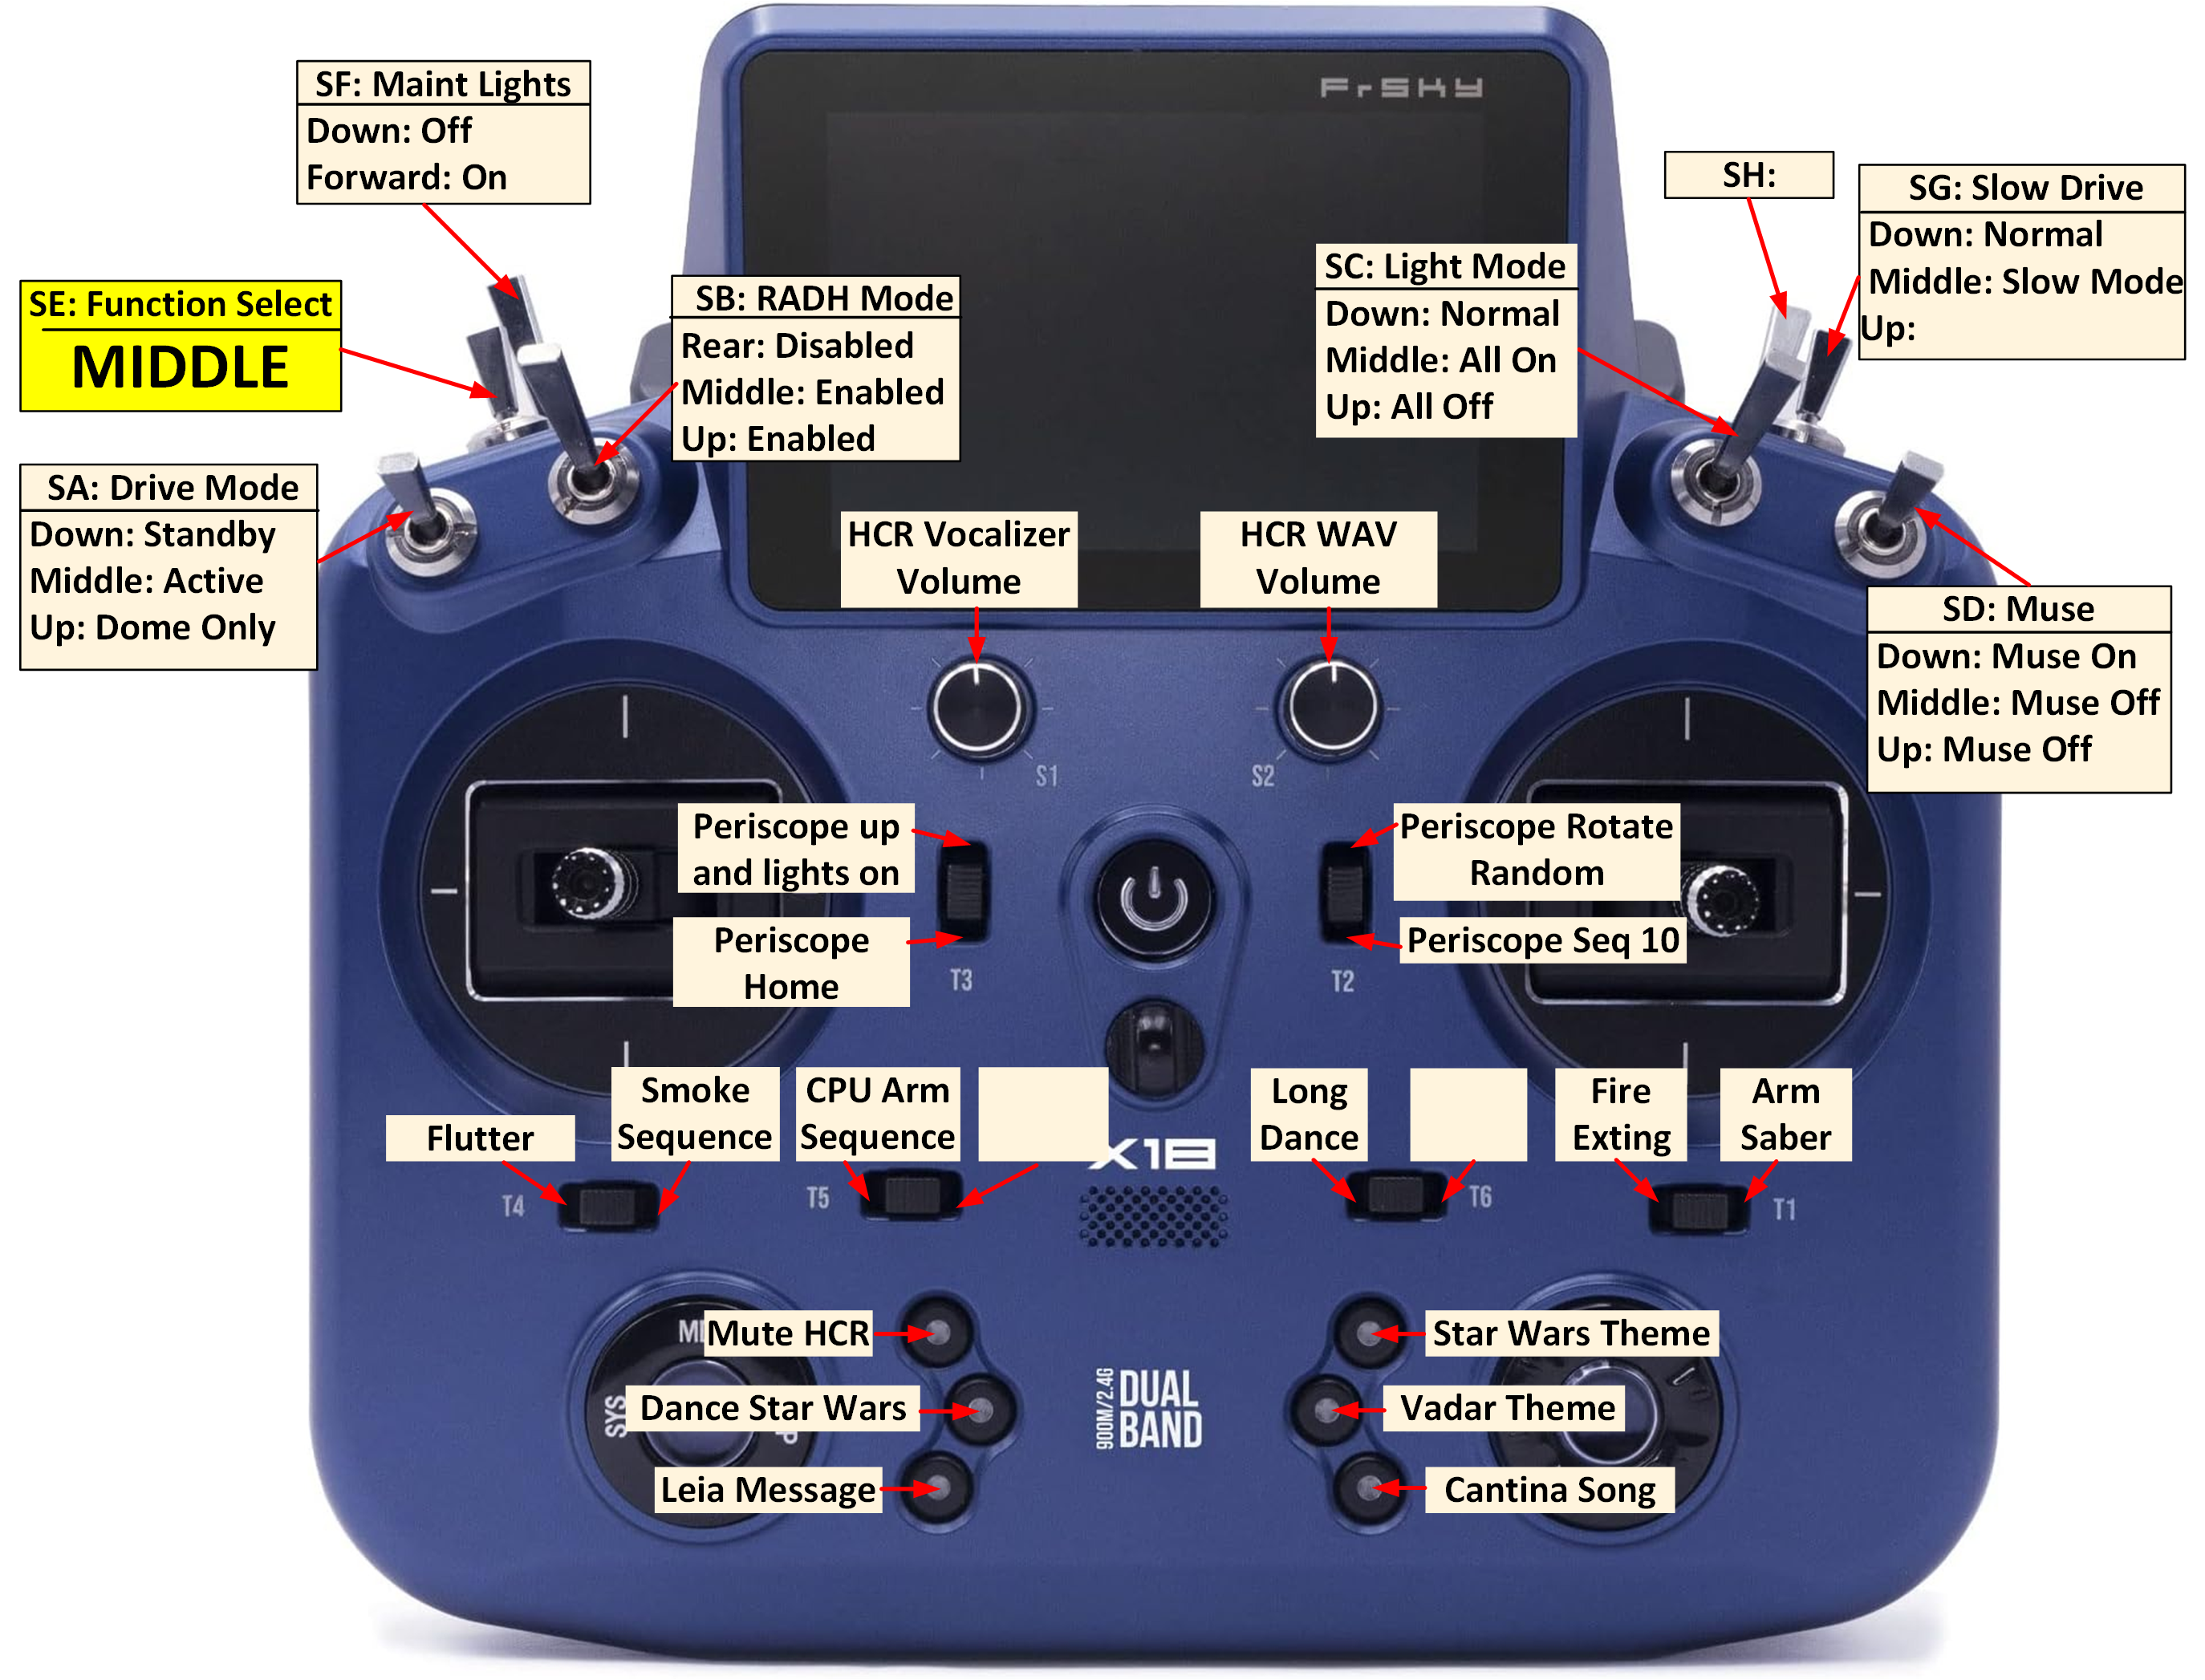 FrSKY
SF: Maint Lights
Down: Off
Forward: On
SH:
SG: Slow Drive
Down: Normal
Middle: Slow Mode
Up:
SE: Function Select
MIDDLE
SB: RADH Mode
Rear: Disabled
Middle: Enabled
Up: Enabled
SC: Light Mode
Down: Normal
Middle: All On
Up: All Off
SA: Drive Mode
Down: Standby
Middle: Active
Up: Dome Only
HCR Vocalizer
Volume
HCR WAV
Volume
SD: Muse
Down: Muse On
Middle: Muse Off
Up: Muse Off
S1
S2
Periscope up
and lights on
Periscope
Home
T3
Periscope Rotate
Random
Periscope Seq 10
T2
Flutter
Smoke
Sequence
T4
CPU Arm
Sequence
T5
X18
Long
Dance
T6
Fire
Exting
Arm
Saber
T1
Mute HCR
Dance Star Wars
Leia Message
SYS
900M/2.4G
DUAL
BAND
Star Wars Theme
Vadar Theme
Cantina Song